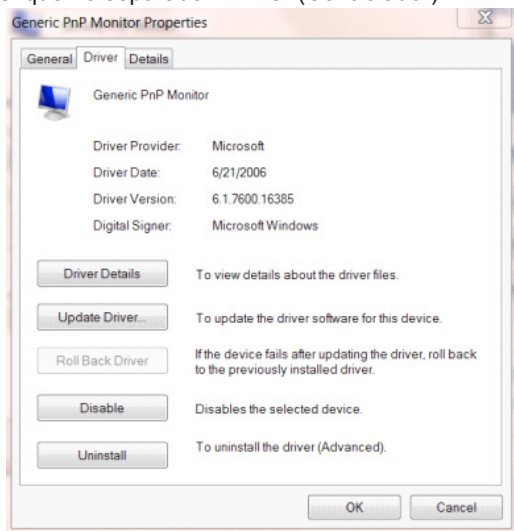 Generic PnP Monitor Properties
General Driver Details
Generic PnP Monitor
Driver Provider: Microsoft
Driver Date: 6/21/2006
Driver Version: 6.1.7600.16385
Digital Signer: Microsoft Windows
Driver Details To view details about the driver files.
Update Driver... To update the driver software for this device.
Roll Back Driver If the device fails after updating the driver, roll back
to the previously installed driver.
Disable Disables the selected device.
Uninstall To uninstall the driver (Advanced).
OK Cancel